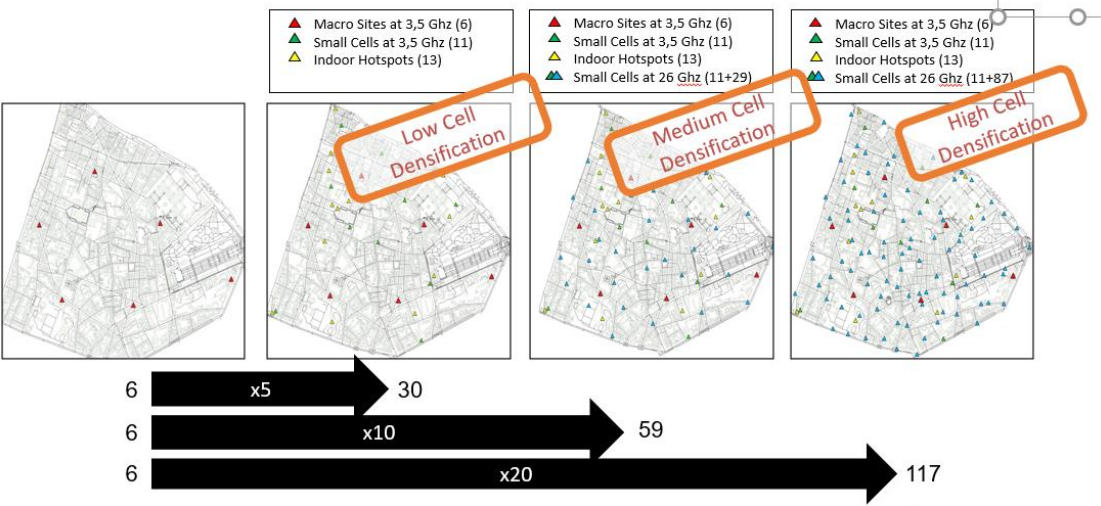 Macro Sites at 3,5 Ghz (6)
Small Cells at 3,5 Ghz (11)
Indoor Hotspots (13)
Macro Sites at 3,5 Ghz (6)
Small Cells at 3,5 Ghz (11)
Indoor Hotspots (13)
Small Cells at 26 Ghz (11+29)
Macro Sites at 3,5 Ghz (6)
Small Cells at 3,5 Ghz (11)
Indoor Hotspots (13)
Small Cells at 26 Ghz (11+87)
Low Cell
Densification
Medium Cell
Densification
High Cell
Densification
6 x5 30
6 x10 59
6 x20 117